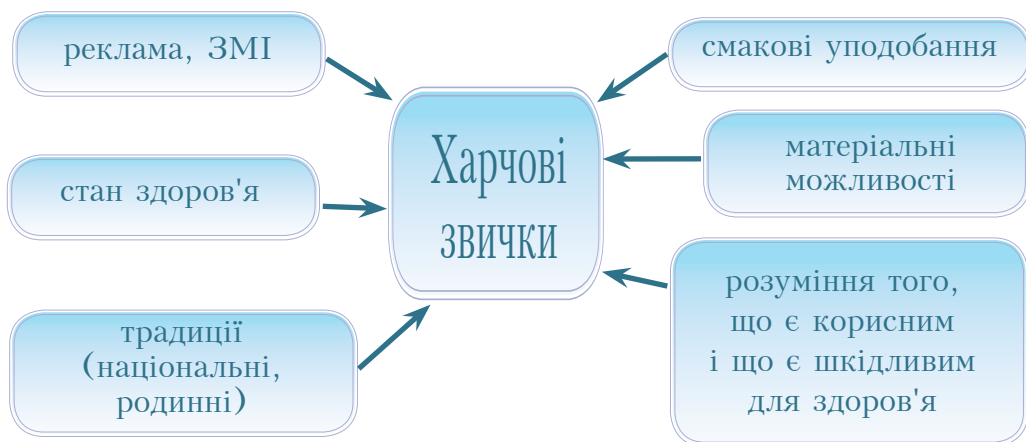 реклама, ЗМІ
стан здоров'я
традиції
(національні,
родинні)
Харчові
звички
смакові уподобання
матеріальні
можливості
розуміння того,
що є корисним
і що є шкідливим
для здоров'я